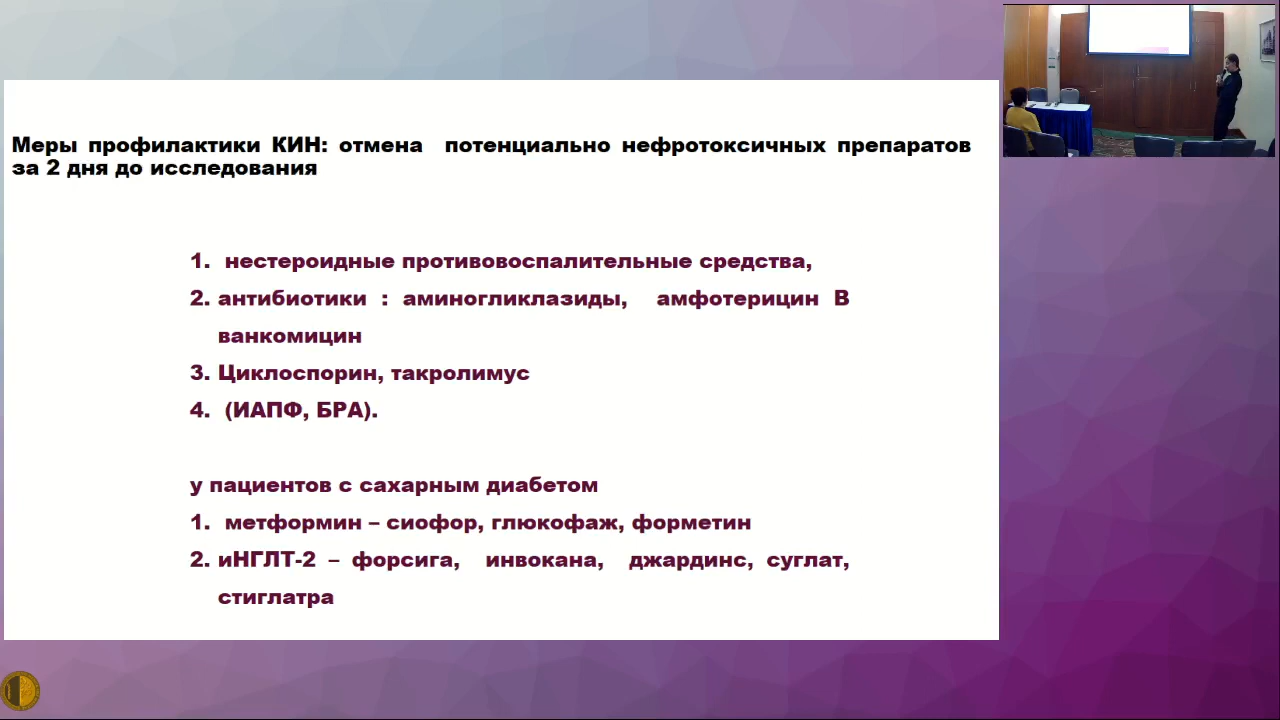 Меры профилактики КИН: отмена потенциально нефротоксичных препаратов
за 2 дня до исследования
1. нестероидные противовоспалительные средства,
2. антибиотики : аминогликлазиды, амфотерицин В
ванкомицин
3. Циклоспорин, такролимус
4. (ИАПФ, БРА).
у пациентов с сахарным диабетом
1. метформин – сиофор, глюкофаж, форметин
2. иНГЛТ-2 – форсига, инвокана, джардинс, суглат,
стиглатра